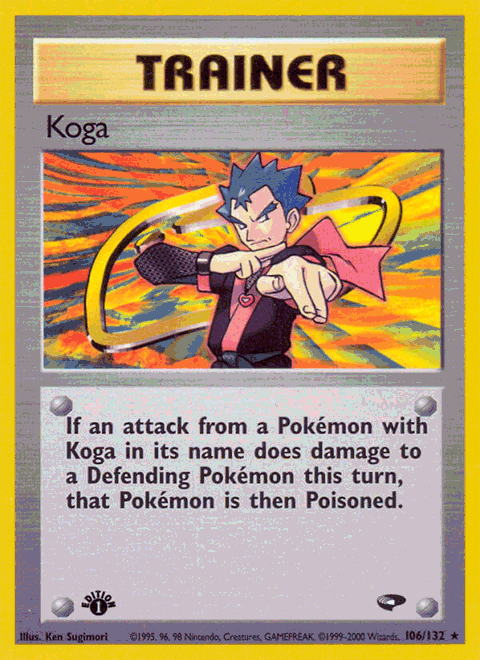 TRAINER
Koga
If an attack from a Pokémon with
Koga in its name does damage to
a Defending Pokémon this turn,
that Pokémon is then Poisoned.
EDITION
1
Illus. Ken Sugimori ©1995, 96, 98 Nintendo, Creatures, GAMEFREAK. ©1999-2000 Wizards. 106/132 ★